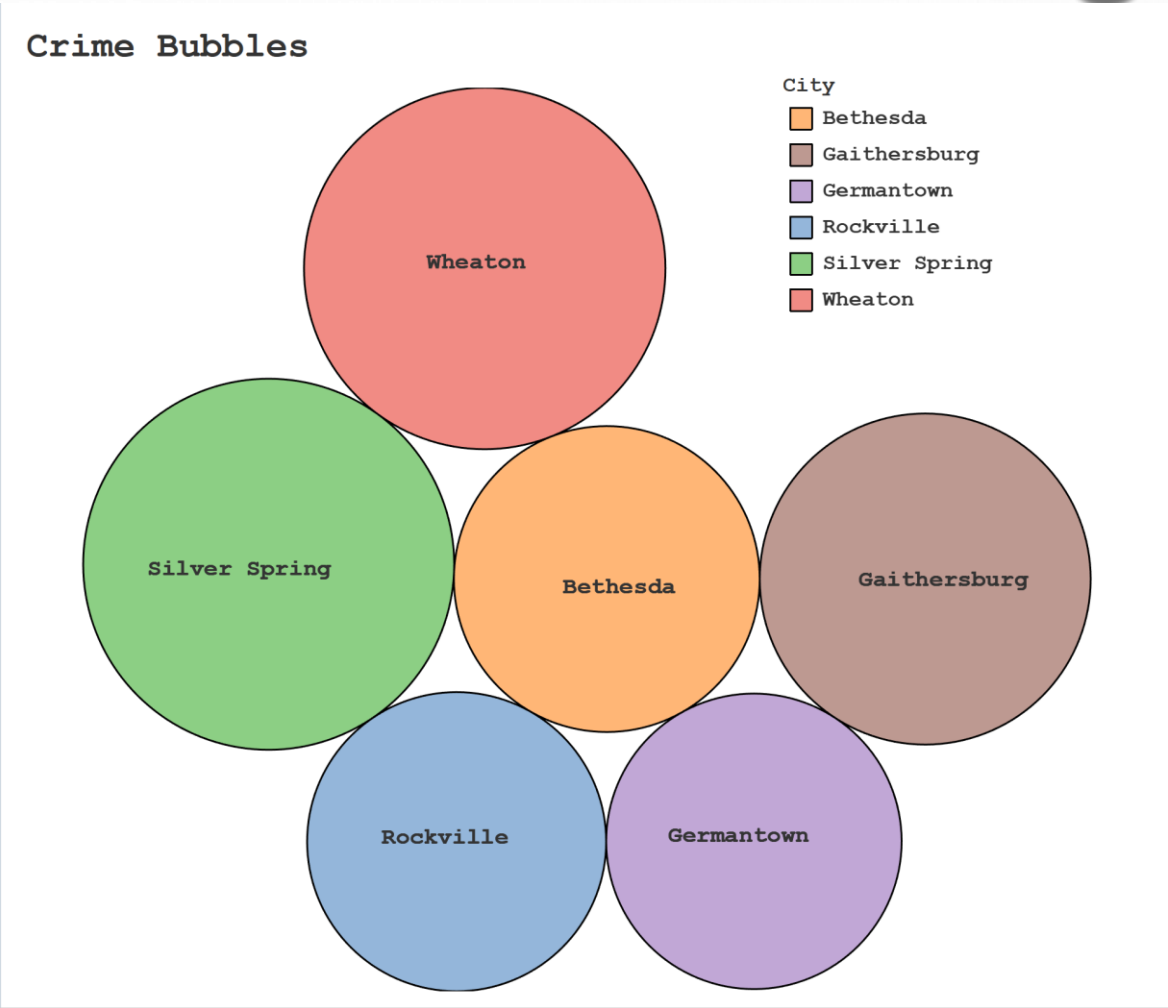 Crime Bubbles
City
Bethesda
Gaithersburg
Germantown
Rockville
Silver Spring
Wheaton
Wheaton
Silver Spring
Bethesda
Gaithersburg
Rockville
Germantown